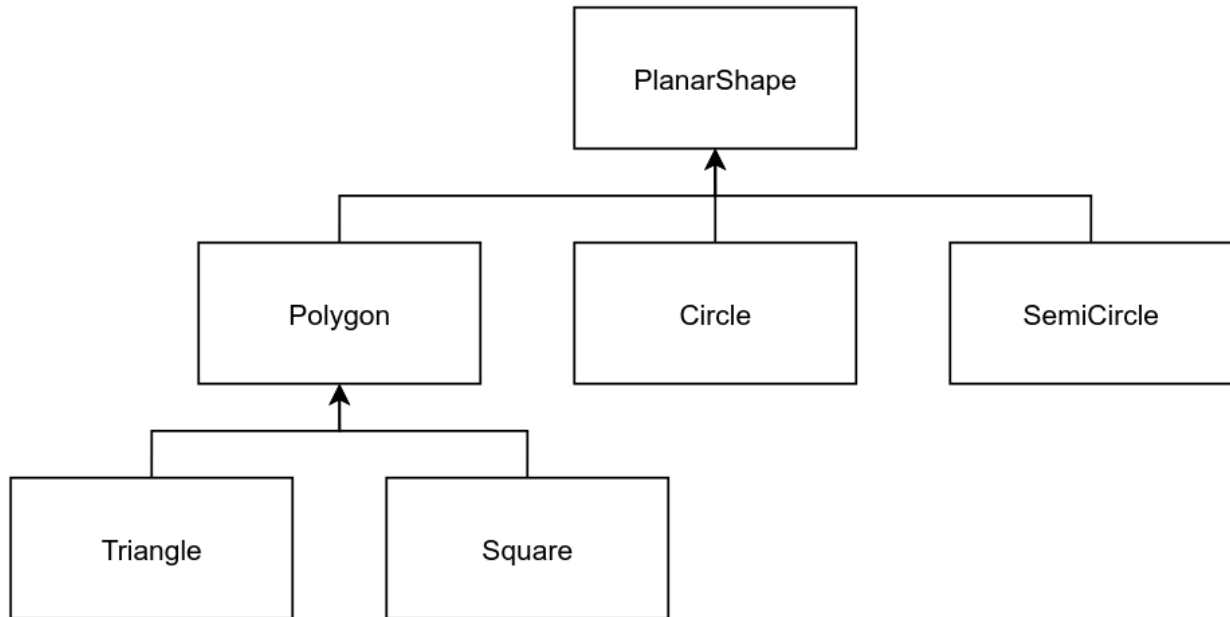 PlanarShape
Polygon
Circle
SemiCircle
Triangle
Square